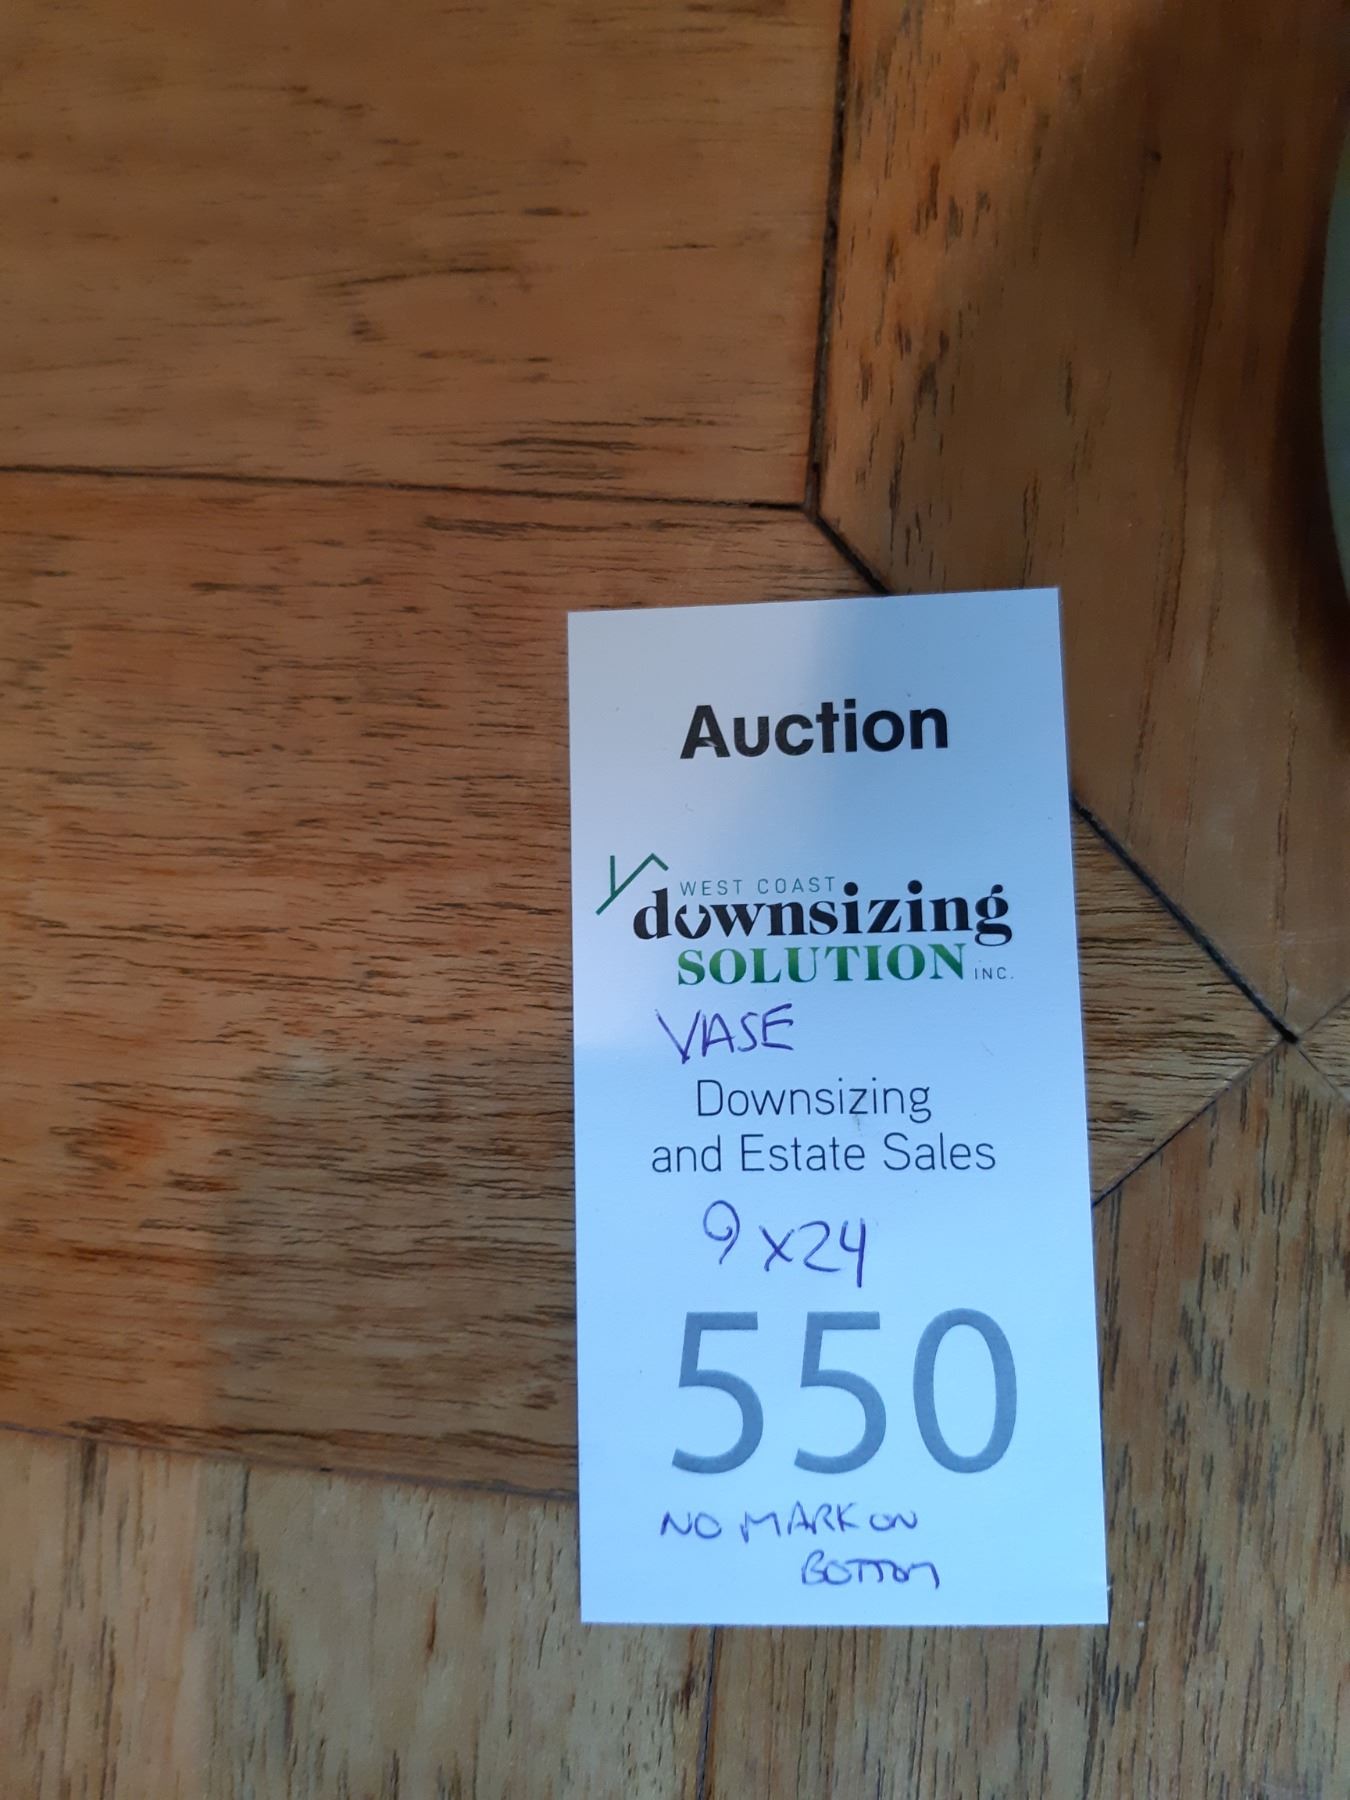 Auction
WEST COAST
downsizing
SOLUTION INC.
VASE
Downsizing
and Estate Sales
9 x 24
550
NO MARK ON
BOTTOM